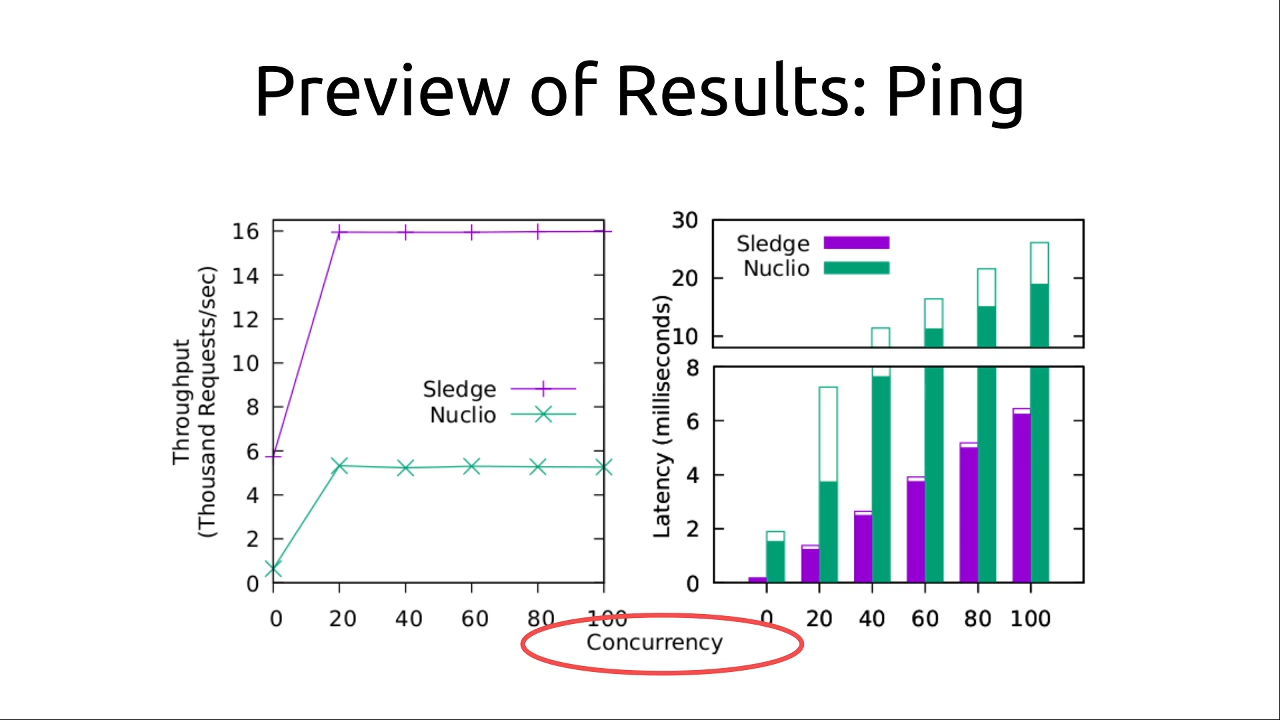 Preview of Results: Ping
Throughput
(Thousand Requests/sec)
16
14
12
10
8
6
4
2
0
Sledge
Nuclio
0 20 40 60 80 100
Latency (milliseconds)
30
20
10
8
6
4
2
0
Sledge
Nuclio
0 20 40 60 80 100
Concurrency